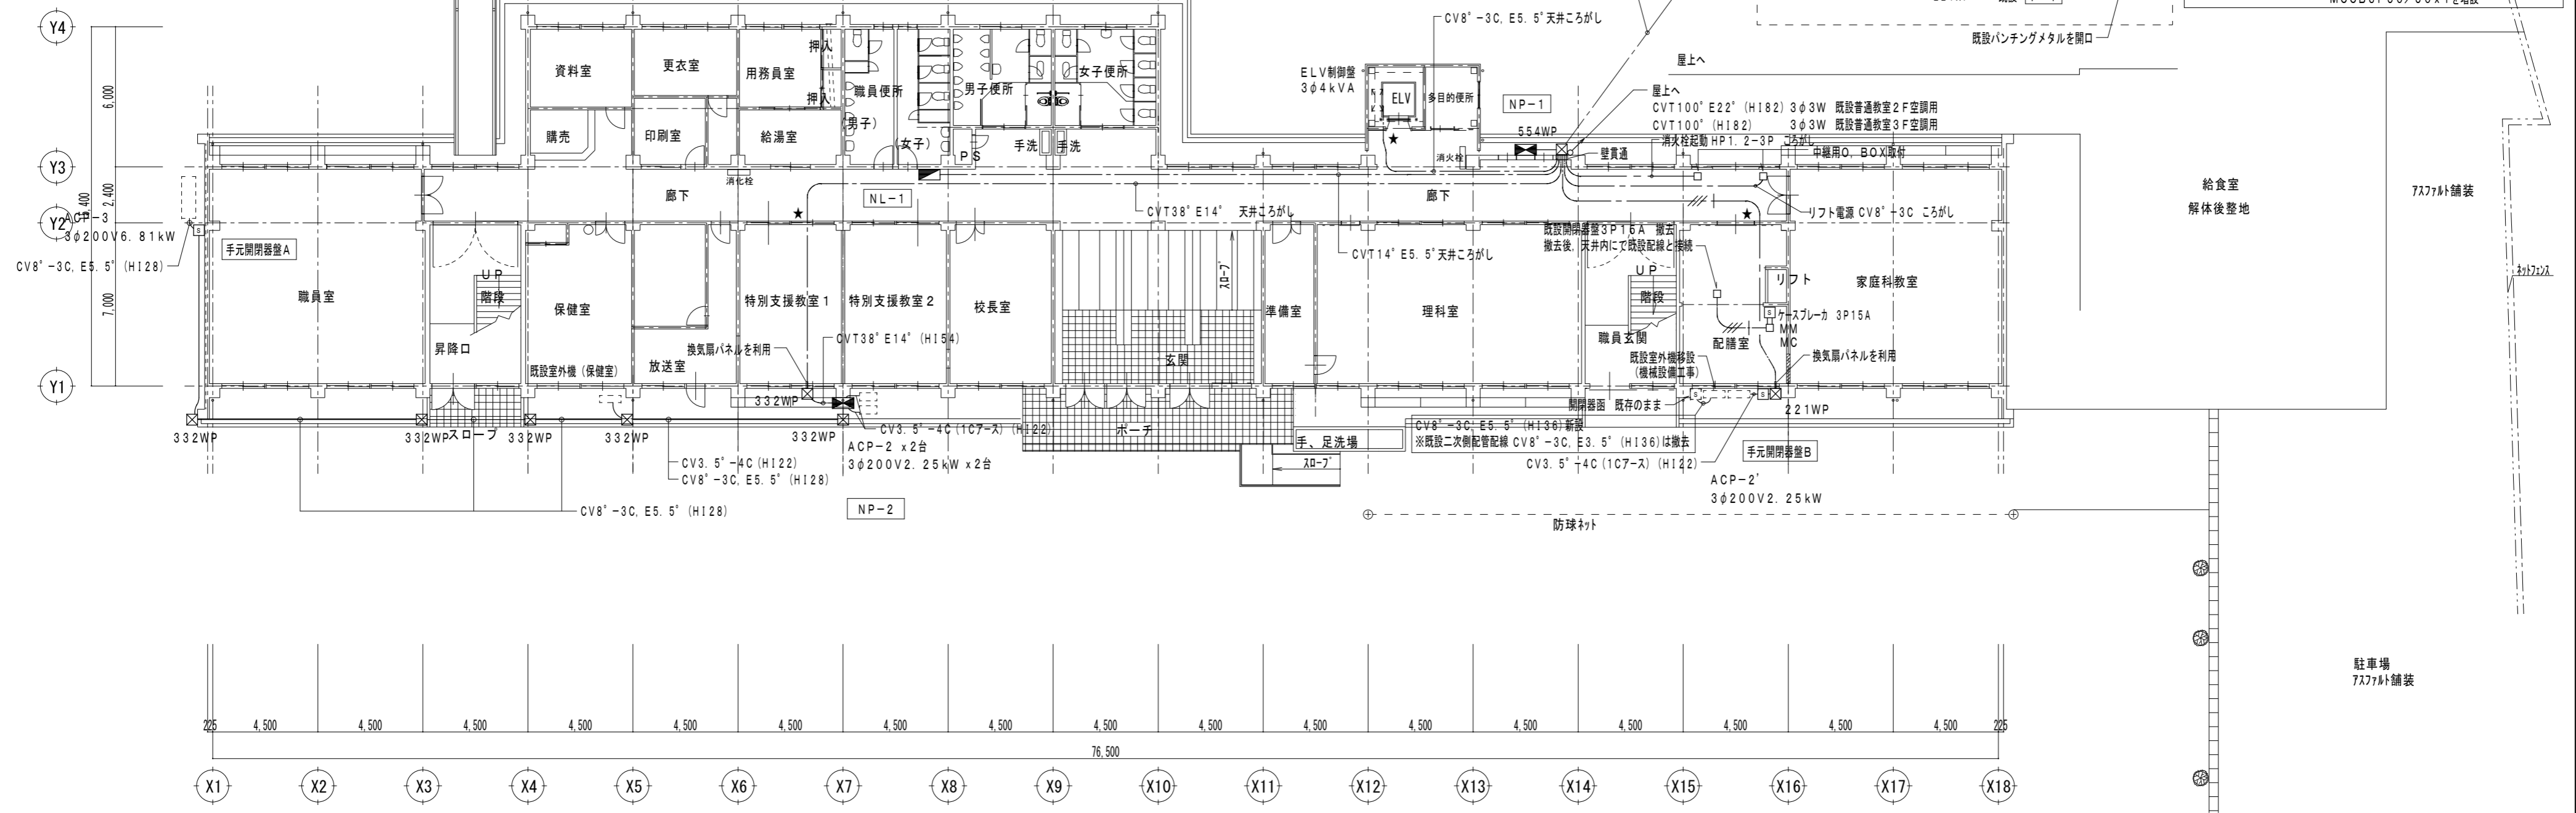 Y4
CV8°-3C, E5.5°天井ころがし
既設パンチングメタルを開口
屋上へ
資料室
更衣室
用務員室
押入
押入
職員便所
男子便所
女子便所
ELV制御盤
3φ4kVA
ELV
多目的便所
NP-1
屋上へ
CVT100°E22°(HI82) 3φ3W 既設普通教室2F空調用
CVT100°(HI82) 3φ3W 既設普通教室3F空調用
554WP
消火栓起動 HP1.2-3P ころがし
6,000
購売
印刷室
給湯室
(男子)
(女子)
PS
手洗
手洗
消火栓
壁貫通
中継用O,BOX取付
Y3
消化栓
2,400
廊下
NL-1
廊下
給食室
解体後整地
アスファルト舗装
CVT38°E14° 天井ころがし
リフト電源 CV8°-3C ころがし
Y2
ACP-3
3φ200V6.81kW
手元開閉器盤A
CV8°-3C, E5.5°(HI28)
既設開閉器盤3P15A 撤去
撤去後, 天井内にて既設配線と接続
CVT14°E5.5°天井ころがし
ネットフェンス
7,000
職員室
UP
階段
保健室
特別支援教室1
特別支援教室2
校長室
スロープ
準備室
理科室
UP
階段
リフト
家庭科教室
ケースブレーカ 3P15A
MM
MC
昇降口
CVT38°E14°(HI54)
換気扇パネルを利用
放送室
既設室外機(保健室)
玄関
職員玄関
配膳室
既設室外機移設
(機械設備工事)
換気扇パネルを利用
Y1
332WP
開閉器函 既存のまま
221WP
332WP
332WP
スロープ
332WP
332WP
332WP
CV3.5°-4C(1Cアース)(HI22)
ACP-2 x2台
3φ200V2.25kW x2台
ポーチ
手、足洗場
CV8°-3C, E5.5°(HI36)新設
※既設二次側配管配線 CV8°-3C, E3.5°(HI36)は撤去
手元開閉器盤B
CV3.5°-4C(HI22)
CV8°-3C, E5.5°(HI28)
スロープ
CV3.5°-4C(1Cアース)(HI22)
ACP-2'
3φ200V2.25kW
CV8°-3C, E5.5°(HI28)
NP-2
防球ネット
駐車場
アスファルト舗装
225 4,500 4,500 4,500 4,500 4,500 4,500 4,500 4,500 4,500 4,500 4,500 4,500 4,500 4,500 4,500 4,500 4,500 225
76,500
X1 X2 X3 X4 X5 X6 X7 X8 X9 X10 X11 X12 X13 X14 X15 X16 X17 X18